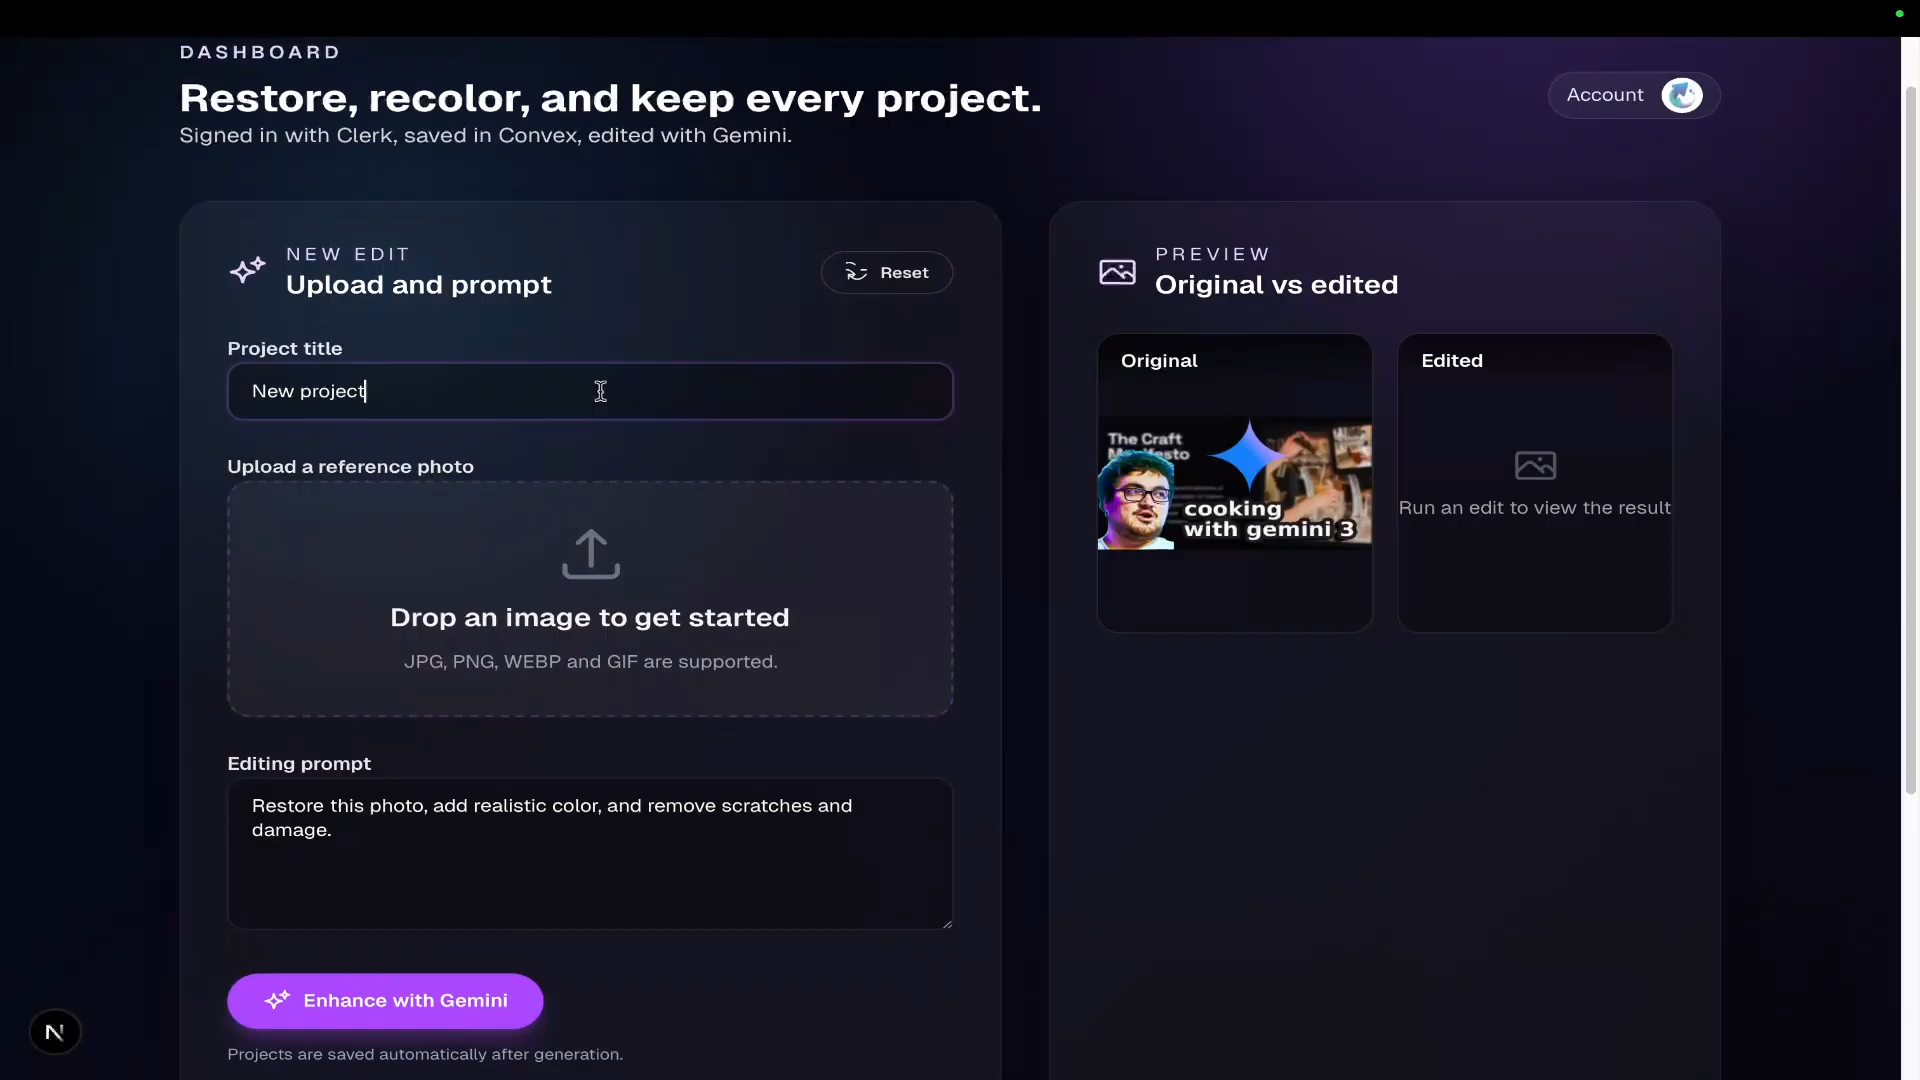 DASHBOARD
Restore, recolor, and keep every project.
Signed in with Clerk, saved in Convex, edited with Gemini.
Account
NEW EDIT
Upload and prompt
Reset
Project title
New project
Upload a reference photo
Drop an image to get started
JPG, PNG, WEBP and GIF are supported.
Editing prompt
Restore this photo, add realistic color, and remove scratches and
damage.
Enhance with Gemini
Projects are saved automatically after generation.
N
PREVIEW
Original vs edited
Original
The Craft
Manifesto
cooking
with gemini 3
Edited
Run an edit to view the result